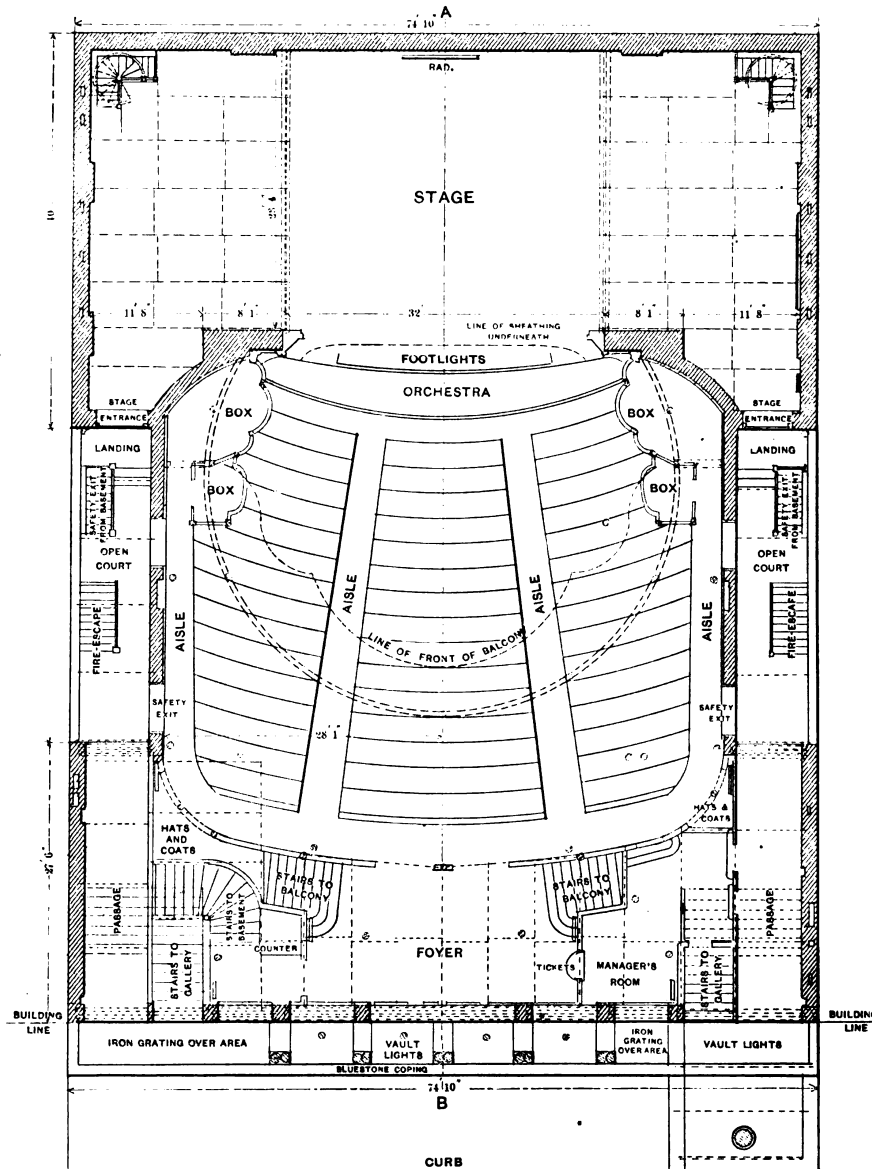 A
74' 10"
RAD.
STAGE
40
11' 8"
8' 1"
32'
8' 1"
11' 8"
LINE OF SHEATHING
UNDERNEATH
FOOTLIGHTS
ORCHESTRA
STAGE
ENTRANCE
STAGE
ENTRANCE
BOX
BOX
LANDING
LANDING
BOX
BOX
SAFETY EXIT
FROM BASEMENT
SAFETY EXIT
FROM BASEMENT
OPEN
COURT
OPEN
COURT
FIRE-ESCAPE
AISLE
AISLE
AISLE
AISLE
FIRE-ESCAPE
LINE OF FRONT OF BALCONY
SAFETY
EXIT
SAFETY
EXIT
28' 1"
27' 6"
HATS
AND
COATS
HATS &
COATS
STAIRS TO
BALCONY
STAIRS TO
BALCONY
PASSAGE
STAIRS TO
BASEMENT
PASSAGE
COUNTER
FOYER
STAIRS TO
GALLERY
TICKETS
MANAGER'S
ROOM
STAIRS TO
GALLERY
BUILDING
LINE
BUILDING
LINE
IRON GRATING OVER AREA
VAULT
LIGHTS
IRON
GRATING
OVER AREA
VAULT LIGHTS
BLUESTONE COPING
74' 10"
B
CURB